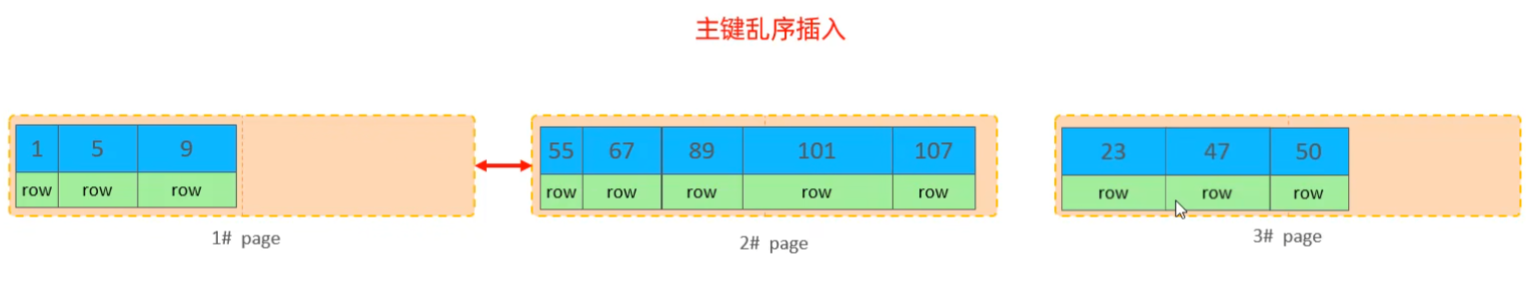 主键乱序插入
1 5 9
row row row
1# page
55 67 89 101 107
row row row row row
2# page
23 47 50
row row row
3# page